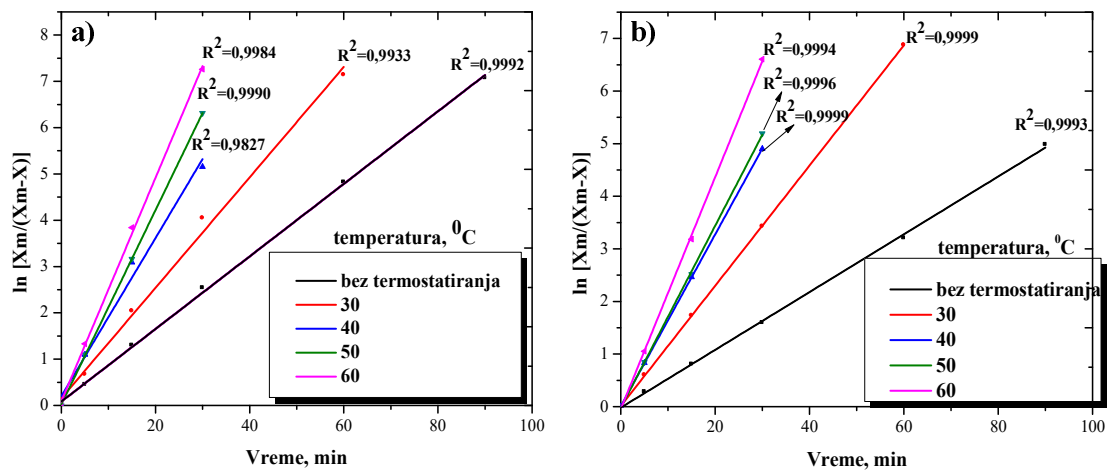 a)
R²=0,9984
R²=0,9933
R²=0,9992
R²=0,9990
R²=0,9827
ln [Xm/(Xm-X)]
8
7
6
5
4
3
2
1
0
temperatura, ⁰C
bez termostatiranja
30
40
50
60
0 20 40 60 80 100
Vreme, min
b)
R²=0,9994
R²=0,9999
R²=0,9996
R²=0,9999
R²=0,9993
ln [Xm/(Xm-X)]
7
6
5
4
3
2
1
0
temperatura, ⁰C
bez termostatiranja
30
40
50
60
0 20 40 60 80 100
Vreme, min